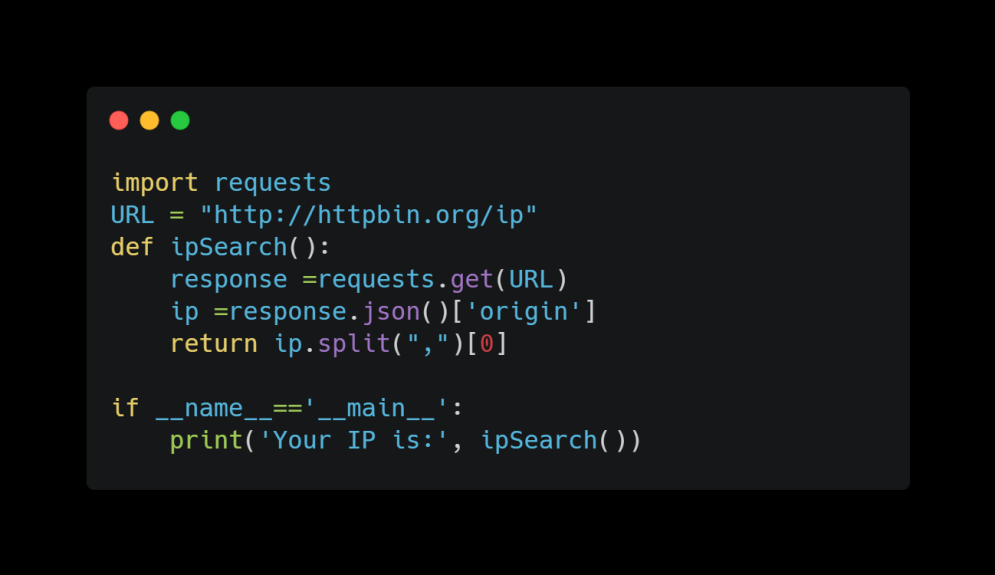 import requests
URL = "http://httpbin.org/ip"
def ipSearch():
    response =requests.get(URL)
    ip =response.json()['origin']
    return ip.split(",")[0]

if __name__=='__main__':
    print('Your IP is:', ipSearch())